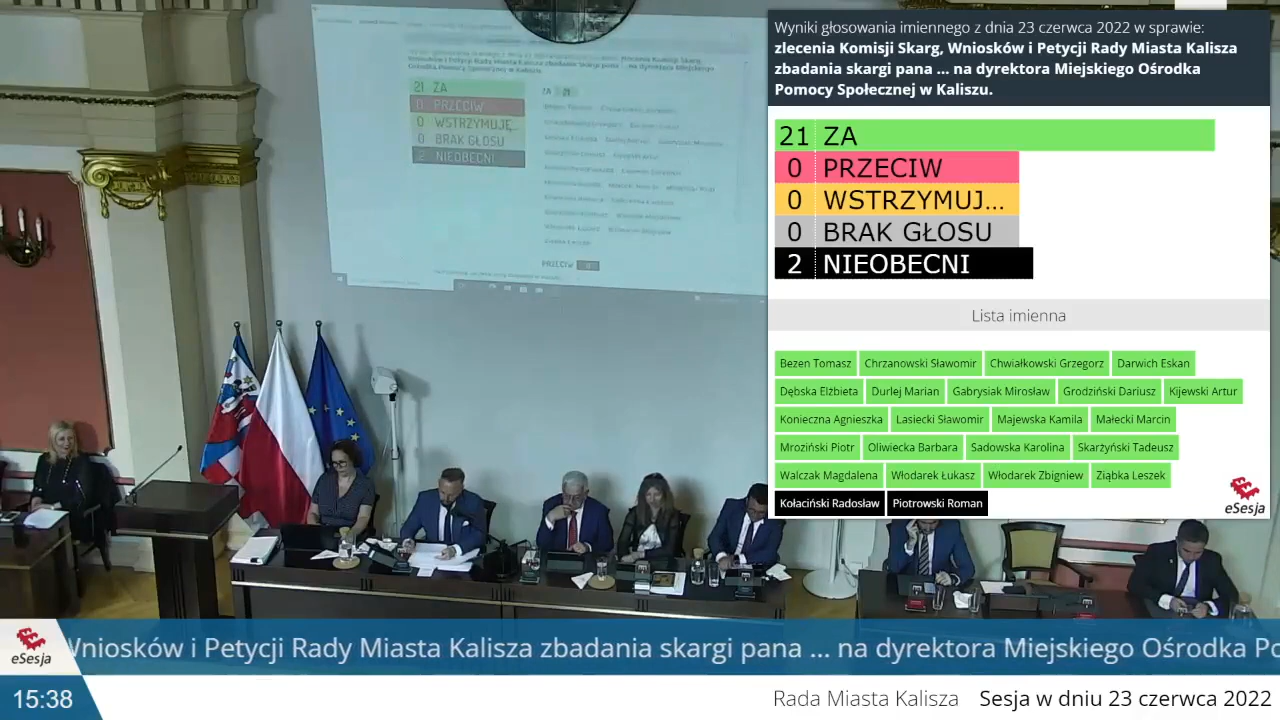 Wyniki głosowania imiennego z dnia 23 czerwca 2022 w sprawie:
zlecenia Komisji Skarg, Wniosków i Petycji Rady Miasta Kalisza
zbadania skargi pana ... na dyrektora Miejskiego Ośrodka
Pomocy Społecznej w Kaliszu.
21 ZA
0 PRZECIW
0 WSTRZYMUJ...
0 BRAK GŁOSU
2 NIEOBECNI
Lista imienna
Bezen Tomasz Chrzanowski Sławomir Chwiałkowski Grzegorz Darwich Eskan
Dębska Elżbieta Durlej Marian Gabrysiak Mirosław Grodziński Dariusz Kijewski Artur
Konieczna Agnieszka Lasiecki Sławomir Majewska Kamila Małecki Marcin
Mroziński Piotr Oliwiecka Barbara Sadowska Karolina Skarżyński Tadeusz
Walczak Magdalena Włodarek Łukasz Włodarek Zbigniew Ziąbka Leszek
Kołaciński Radosław Piotrowski Roman
eSesja
21 ZA
0 PRZECIW
0 WSTRZYMUJĘ...
0 BRAK GŁOSU
2 NIEOBECNI
ZA 21
PRZECIW
eSesja
Wniosków i Petycji Rady Miasta Kalisza zbadania skargi pana ... na dyrektora Miejskiego Ośrodka Po
15:38
Rada Miasta Kalisza Sesja w dniu 23 czerwca 2022